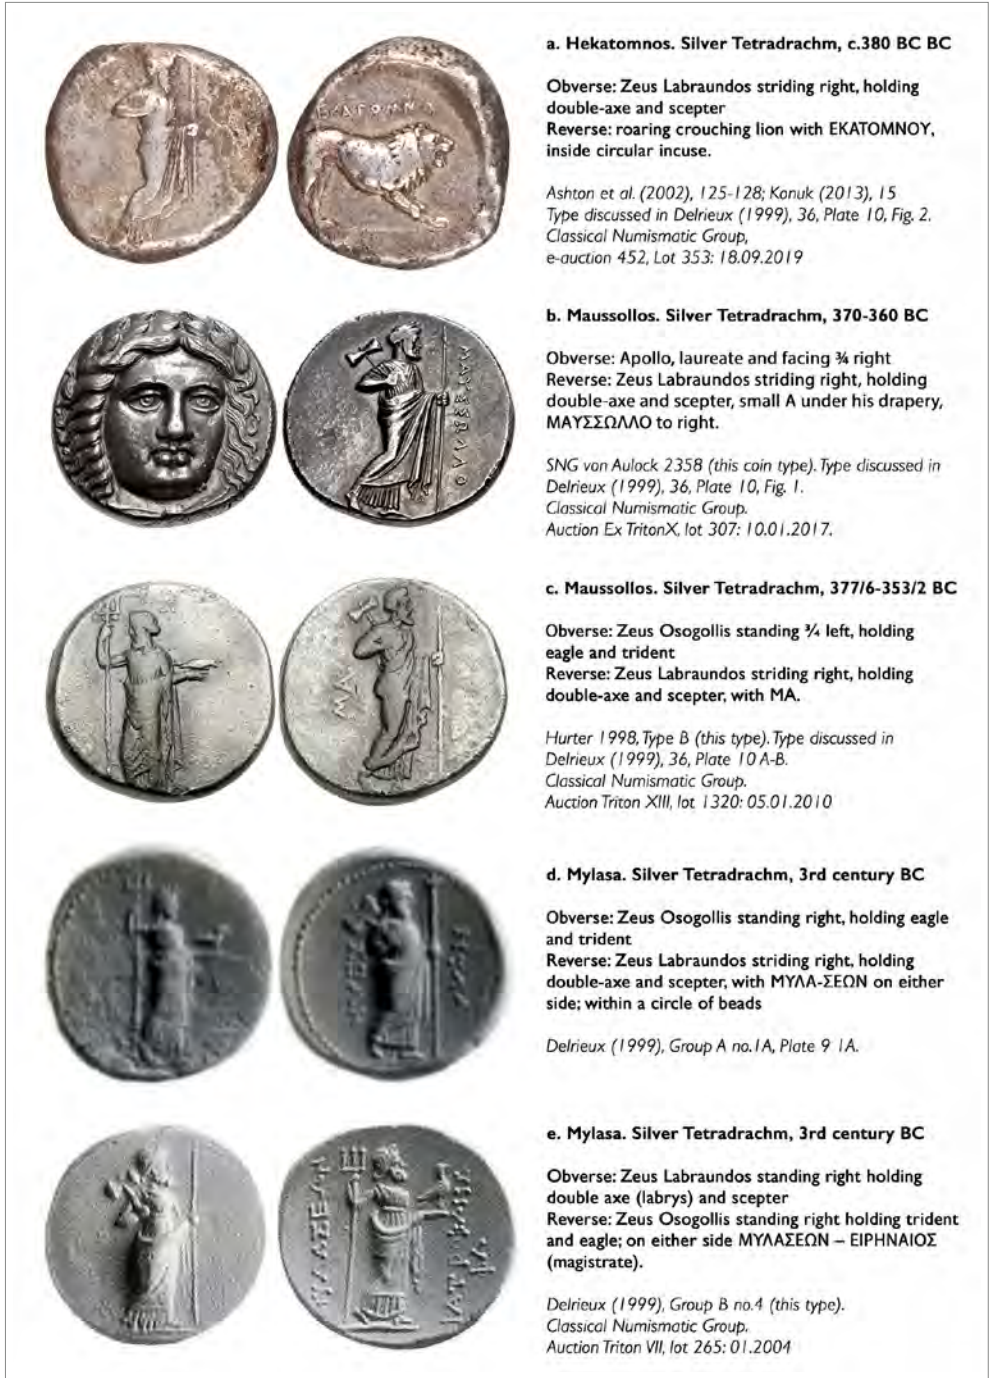 a. Hekatomnos. Silver Tetradrachm, c.380 BC BC
Obverse: Zeus Labraundos striding right, holding
double-axe and scepter
Reverse: roaring crouching lion with ΕΚΑΤΟΜΝΟΥ,
inside circular incuse.
Ashton et al. (2002), 125-128; Konuk (2013), 15
Type discussed in Delrieux (1999), 36, Plate 10, Fig. 2.
Classical Numismatic Group,
e-auction 452, Lot 353: 18.09.2019
b. Maussollos. Silver Tetradrachm, 370-360 BC
ΜΑΥΣΣΩΛΛΟ
Obverse: Apollo, laureate and facing ¾ right
Reverse: Zeus Labraundos striding right, holding
double-axe and scepter, small A under his drapery,
ΜΑΥΣΣΩΛΛΟ to right.
SNG von Aulock 2358 (this coin type). Type discussed in
Delrieux (1999), 36, Plate 10, Fig. 1.
Classical Numismatic Group.
Auction Ex TritonX, lot 307: 10.01.2017.
c. Maussollos. Silver Tetradrachm, 377/6-353/2 BC
ΜΑ
Obverse: Zeus Osogollis standing ¾ left, holding
eagle and trident
Reverse: Zeus Labraundos striding right, holding
double-axe and scepter, with MA.
Hurter 1998, Type B (this type). Type discussed in
Delrieux (1999), 36, Plate 10 A-B.
Classical Numismatic Group.
Auction Triton XIII, lot 1320: 05.01.2010
d. Mylasa. Silver Tetradrachm, 3rd century BC
Obverse: Zeus Osogollis standing right, holding eagle
and trident
Reverse: Zeus Labraundos striding right, holding
double-axe and scepter, with ΜΥΛΑ-ΣΕΩΝ on either
side; within a circle of beads
Delrieux (1999), Group A no.1A, Plate 9 1A.
e. Mylasa. Silver Tetradrachm, 3rd century BC
ΜΥΛΑΣΕΩΝ
Obverse: Zeus Labraundos standing right holding
double axe (labrys) and scepter
Reverse: Zeus Osogollis standing right holding trident
and eagle; on either side ΜΥΛΑΣΕΩΝ – ΕΙΡΗΝΑΙΟΣ
(magistrate).
Delrieux (1999), Group B no.4 (this type).
Classical Numismatic Group.
Auction Triton VII, lot 265: 01.2004